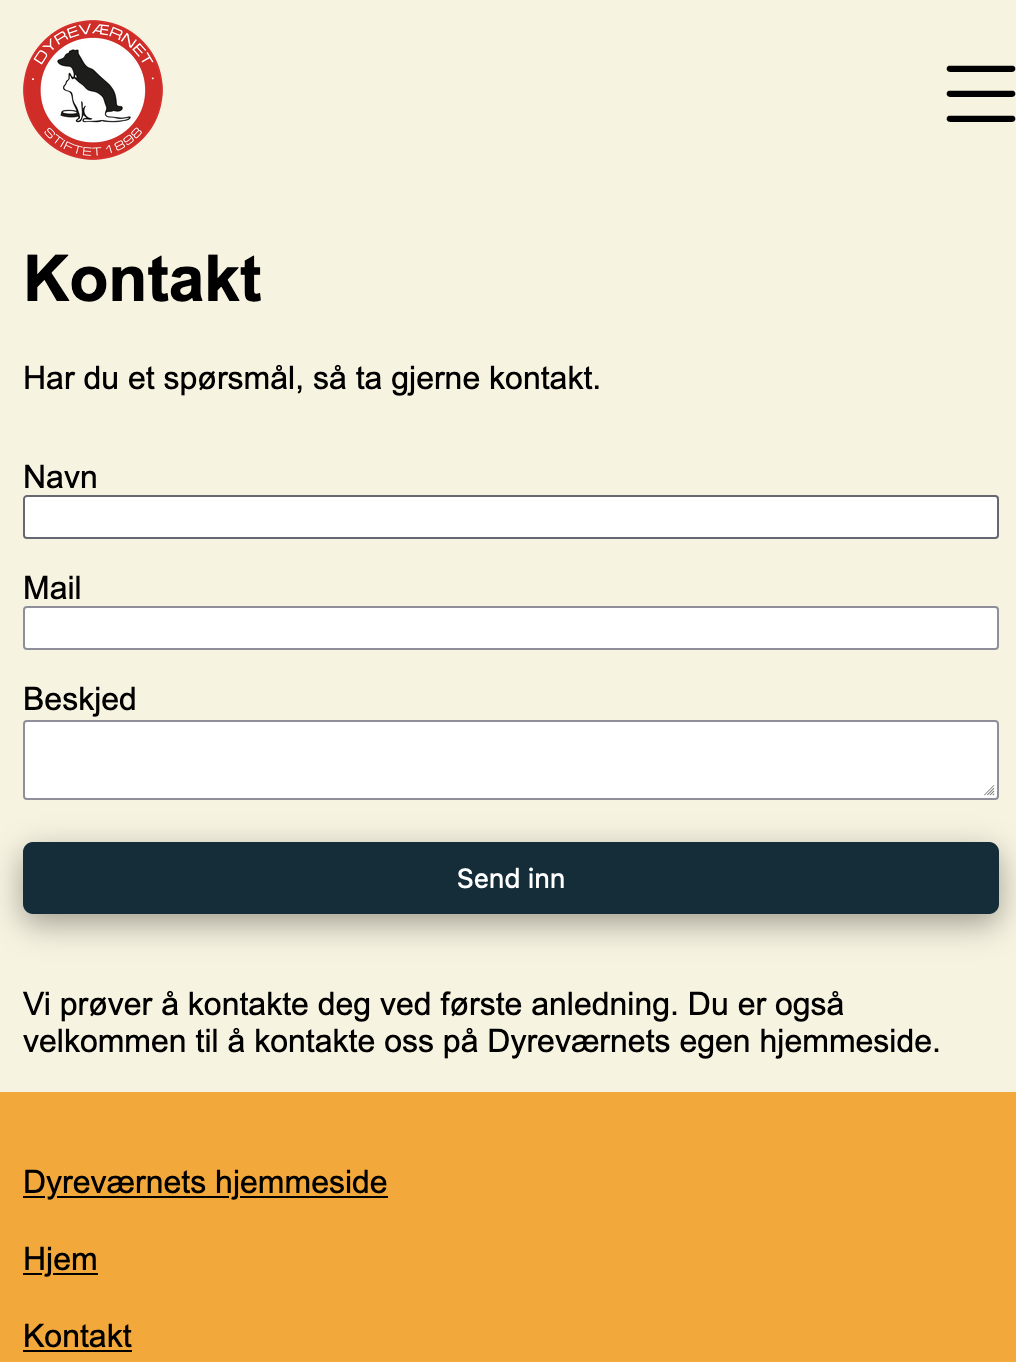 DYREVÆRNET
STIFTET 1898
Kontakt
Har du et spørsmål, så ta gjerne kontakt.
Navn
Mail
Beskjed
Send inn
Vi prøver å kontakte deg ved første anledning. Du er også
velkommen til å kontakte oss på Dyreværnets egen hjemmeside.
Dyreværnets hjemmeside
Hjem
Kontakt